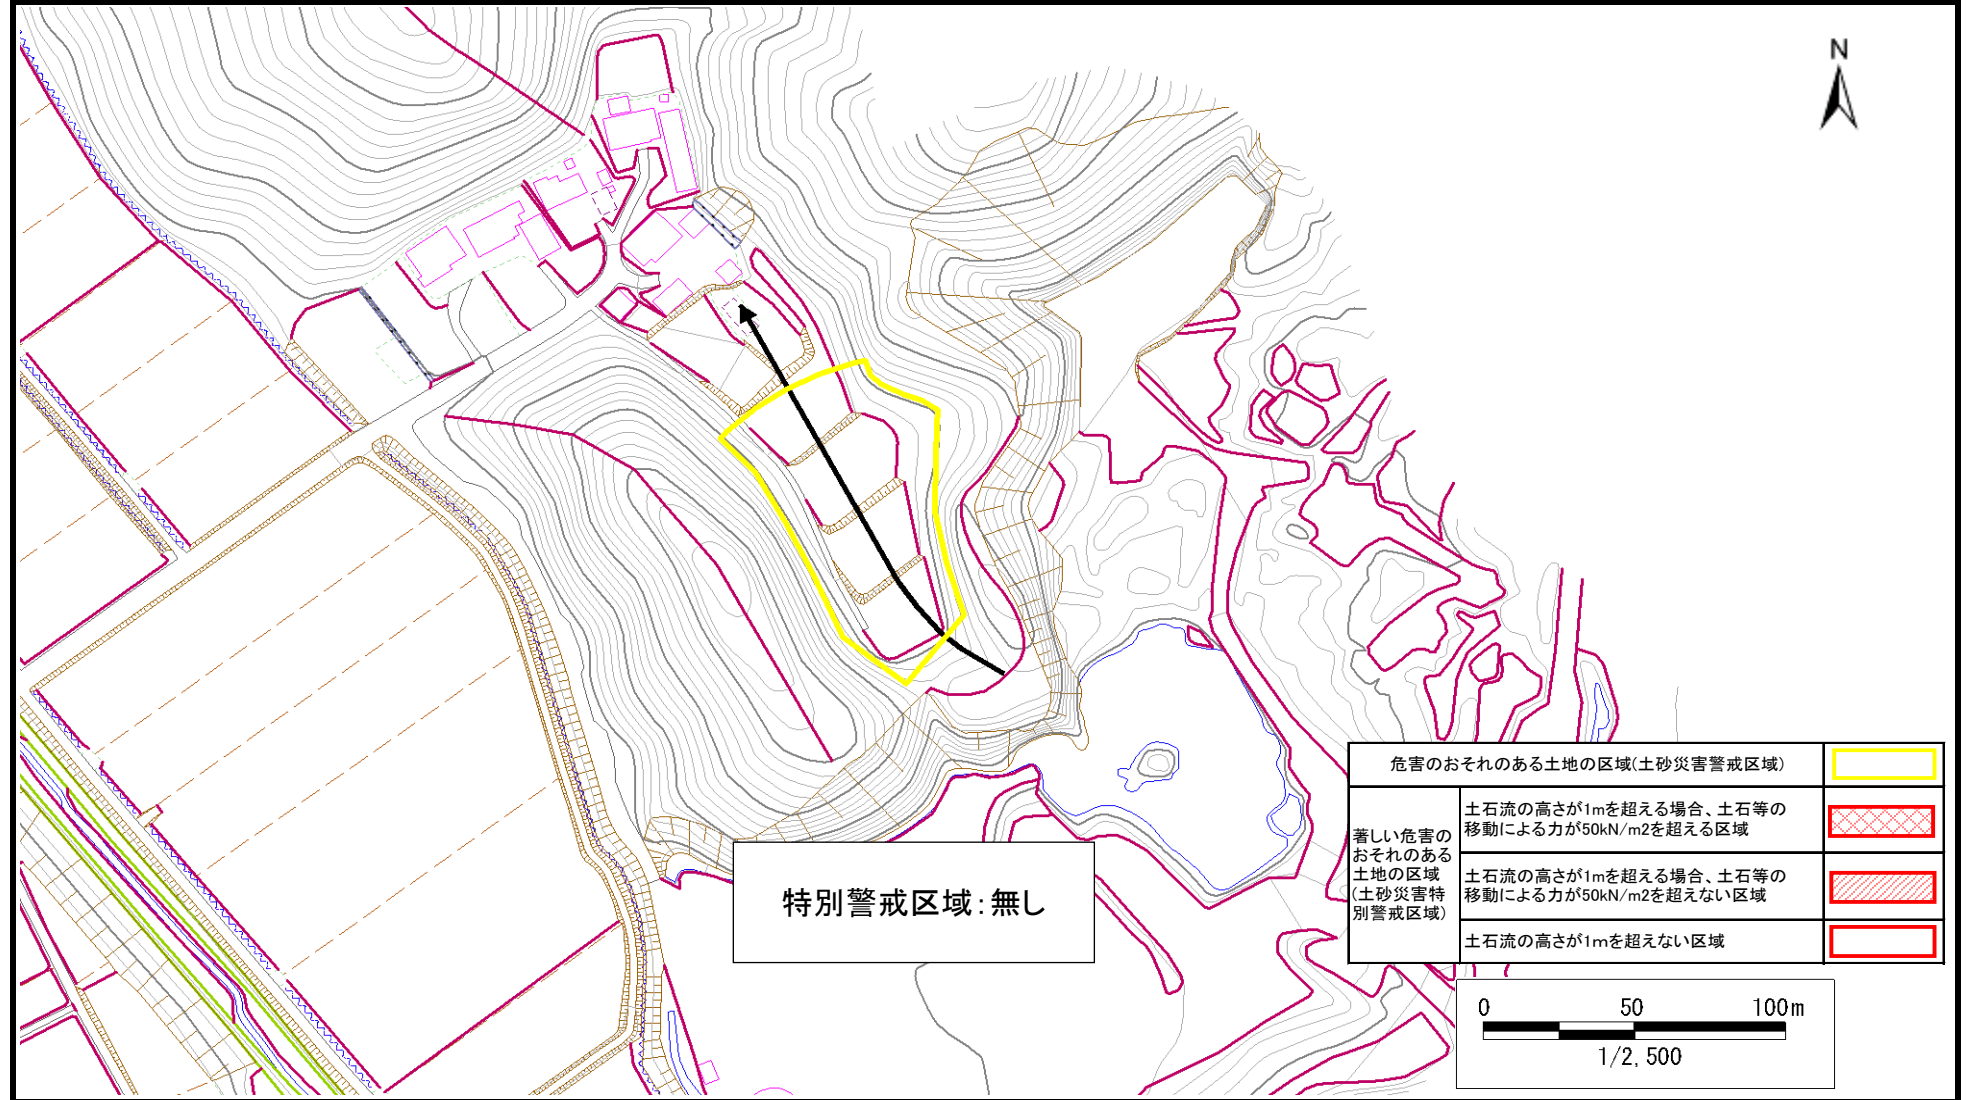 N
危害のおそれのある土地の区域(土砂災害警戒区域)
著しい危害の
おそれのある
土地の区域
(土砂災害特
別警戒区域)
土石流の高さが1mを超える場合、土石等の
移動による力が50kN/m2を超える区域
土石流の高さが1mを超える場合、土石等の
移動による力が50kN/m2を超えない区域
土石流の高さが1mを超えない区域
特別警戒区域:無し
0 50 100m
1/2,500